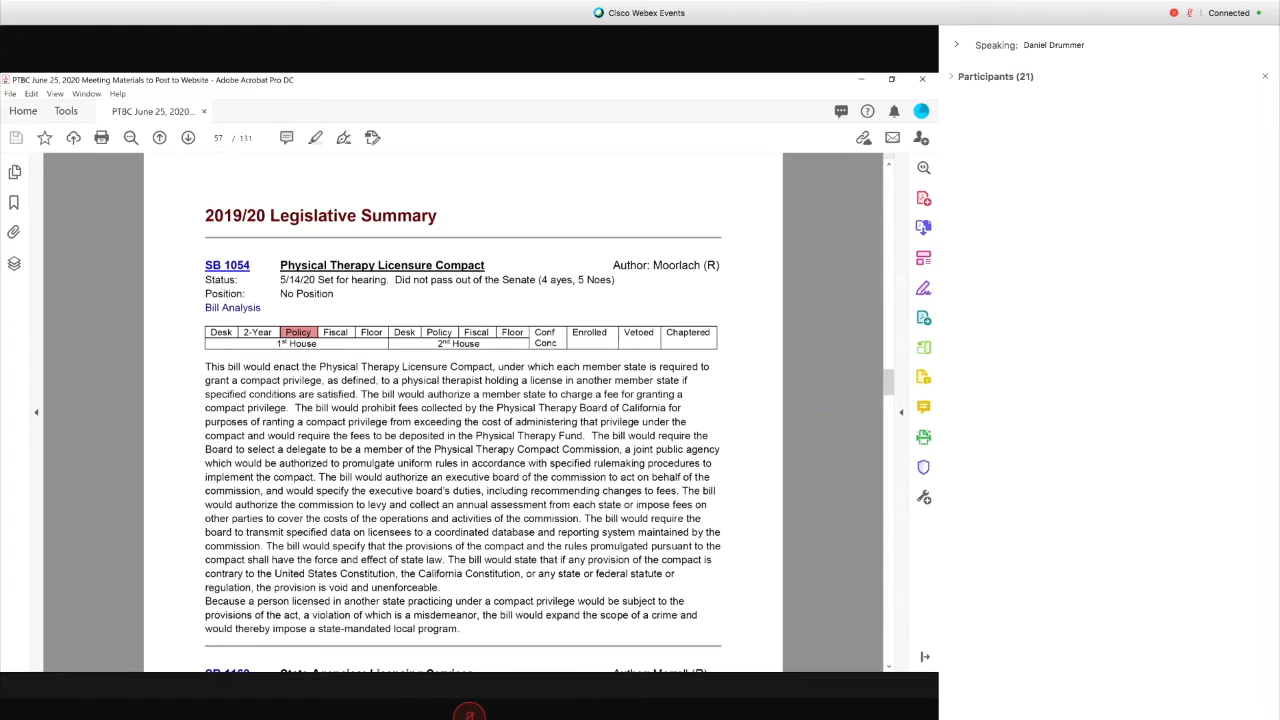 Cisco Webex Events
Connected
Speaking: Daniel Drummer
Participants (21)
PTBC June 25, 2020 Meeting Materials to Post to Website - Adobe Acrobat Pro DC
File Edit View Window Help
Home Tools PTBC June 25, 2020...
57 / 131
2019/20 Legislative Summary
SB 1054 Physical Therapy Licensure Compact Author: Moorlach (R)
Status: 5/14/20 Set for hearing. Did not pass out of the Senate (4 ayes, 5 Noes)
Position: No Position
Bill Analysis
Desk 2-Year Policy Fiscal Floor Desk Policy Fiscal Floor Conf Enrolled Vetoed Chaptered
1st House 2nd House Conc
This bill would enact the Physical Therapy Licensure Compact, under which each member state is required to
grant a compact privilege, as defined, to a physical therapist holding a license in another member state if
specified conditions are satisfied. The bill would authorize a member state to charge a fee for granting a
compact privilege. The bill would prohibit fees collected by the Physical Therapy Board of California for
purposes of ranting a compact privilege from exceeding the cost of administering that privilege under the
compact and would require the fees to be deposited in the Physical Therapy Fund. The bill would require the
Board to select a delegate to be a member of the Physical Therapy Compact Commission, a joint public agency
which would be authorized to promulgate uniform rules in accordance with specified rulemaking procedures to
implement the compact. The bill would authorize an executive board of the commission to act on behalf of the
commission, and would specify the executive board's duties, including recommending changes to fees. The bill
would authorize the commission to levy and collect an annual assessment from each state or impose fees on
other parties to cover the costs of the operations and activities of the commission. The bill would require the
board to transmit specified data on licensees to a coordinated database and reporting system maintained by the
commission. The bill would specify that the provisions of the compact and the rules promulgated pursuant to the
compact shall have the force and effect of state law. The bill would state that if any provision of the compact is
contrary to the United States Constitution, the California Constitution, or any state or federal statute or
regulation, the provision is void and unenforceable.
Because a person licensed in another state practicing under a compact privilege would be subject to the
provisions of the act, a violation of which is a misdemeanor, the bill would expand the scope of a crime and
would thereby impose a state-mandated local program.